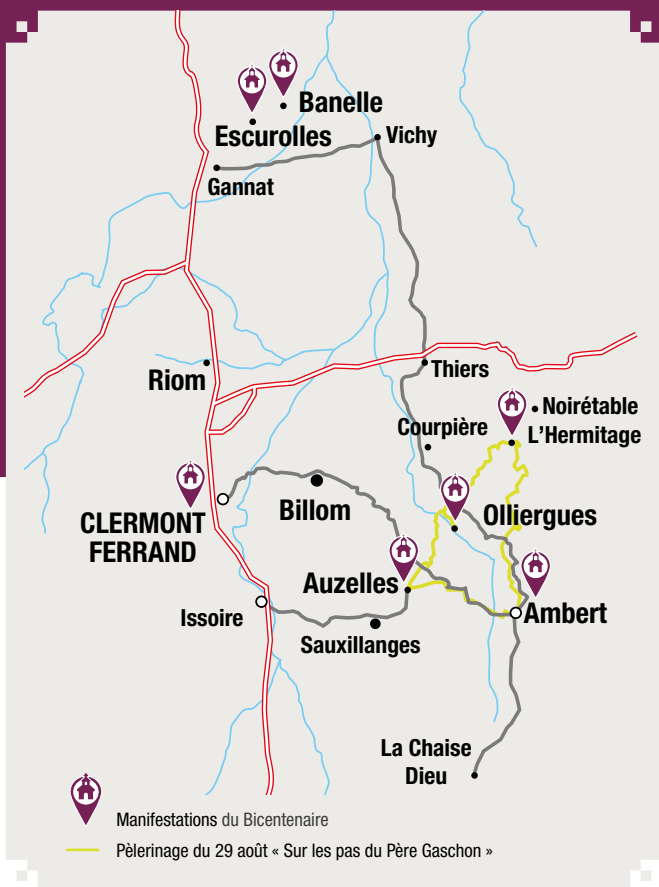 Banelle
Escurolles
Vichy
Gannat
Riom
Thiers
Noirétable
Courpière
L'Hermitage
CLERMONT
FERRAND
Billom
Olliergues
Auzelles
Issoire
Ambert
Sauxillanges
La Chaise
Dieu
Manifestations du Bicentenaire
Pèlerinage du 29 août « Sur les pas du Père Gaschon »